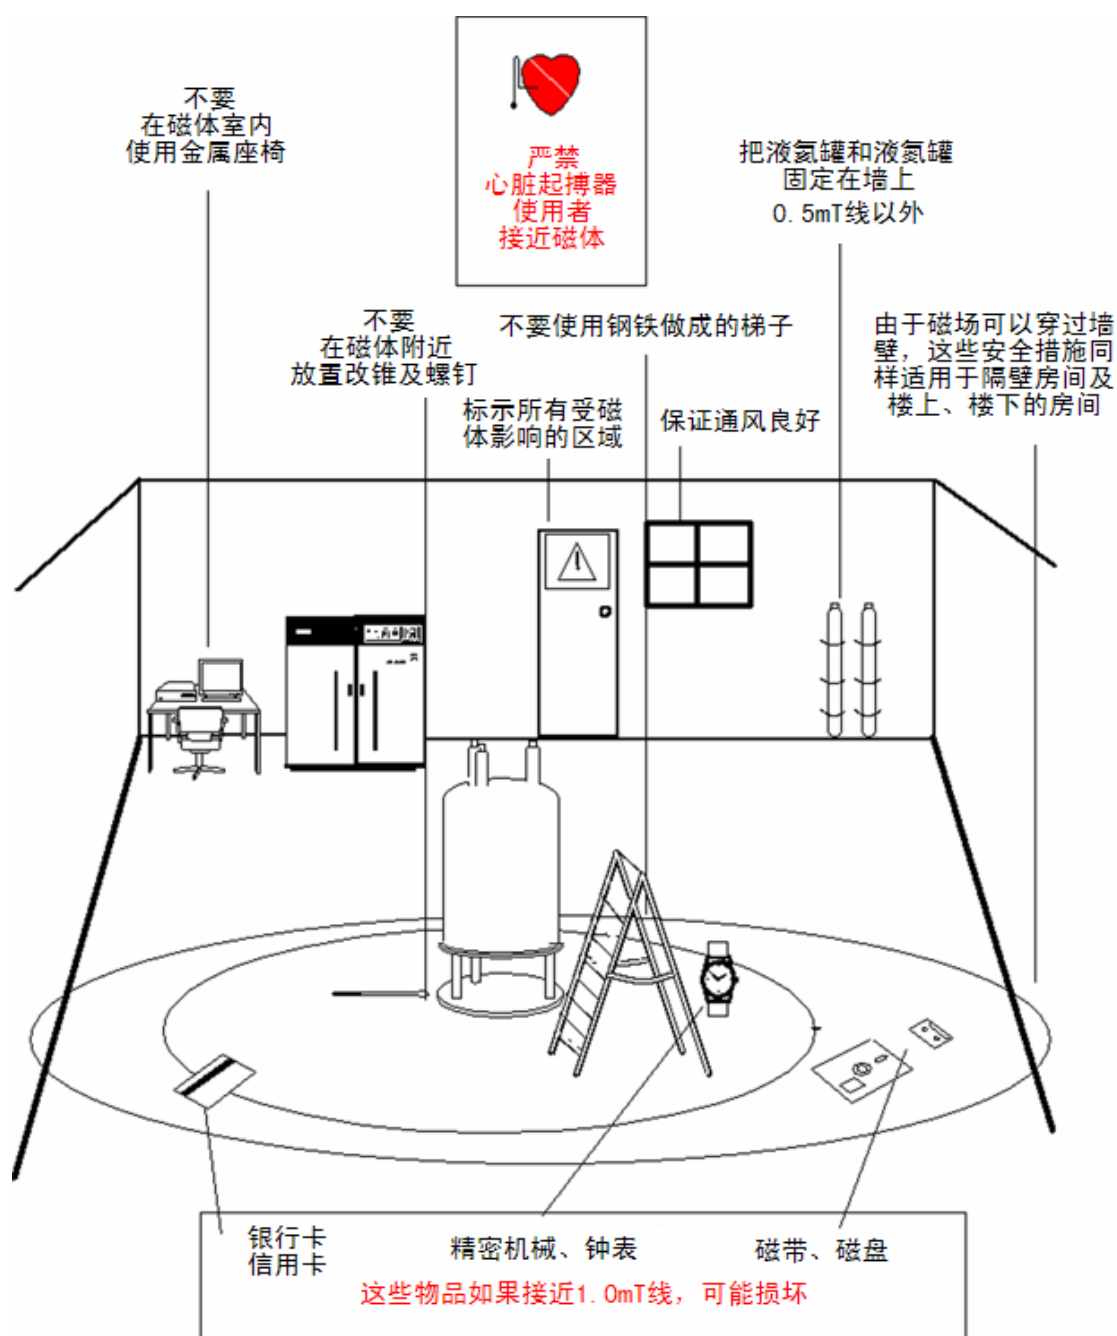 不要
在磁体室内
使用金属座椅
严禁
心脏起搏器
使用者
接近磁体
把液氦罐和液氮罐
固定在墙上
0.5mT线以外
不要
在磁体附近
放置改锥及螺钉
不要使用钢铁做成的梯子
由于磁场可以穿过墙
壁，这些安全措施同
样适用于隔壁房间及
楼上、楼下的房间
标示所有受磁
体影响的区域
保证通风良好
银行卡
信用卡
精密机械、钟表
磁带、磁盘
这些物品如果接近1.0mT线，可能损坏